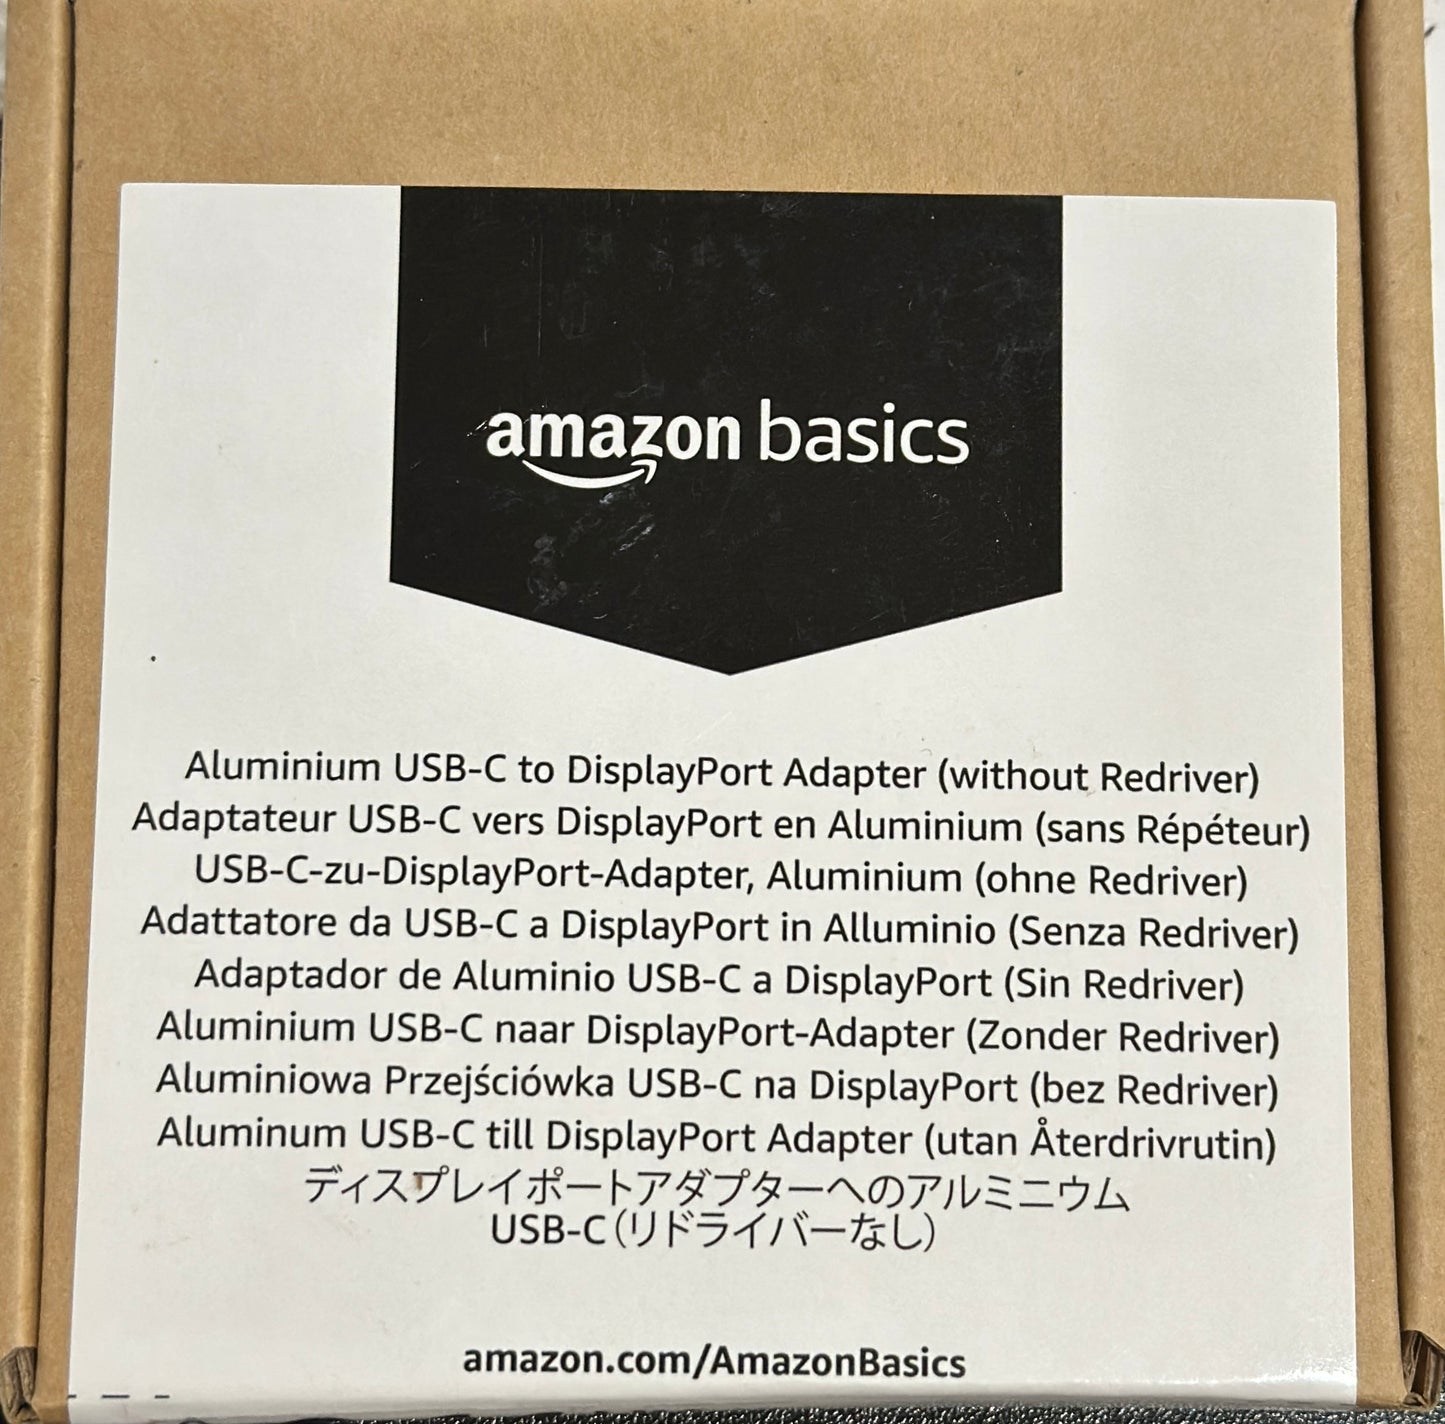 amazon basics
Aluminium USB-C to DisplayPort Adapter (without Redriver)
Adaptateur USB-C vers DisplayPort en Aluminium (sans Répéteur)
USB-C-zu-DisplayPort-Adapter, Aluminium (ohne Redriver)
Adattatore da USB-C a DisplayPort in Alluminio (Senza Redriver)
Adaptador de Aluminio USB-C a DisplayPort (Sin Redriver)
Aluminium USB-C naar DisplayPort-Adapter (Zonder Redriver)
Aluminiowa Przejściówka USB-C na DisplayPort (bez Redriver)
Aluminum USB-C till DisplayPort Adapter (utan Återdrivrutin)
ディスプレイポートアダプターへのアルミニウム
USB-C(リドライバーなし)
amazon.com/AmazonBasics